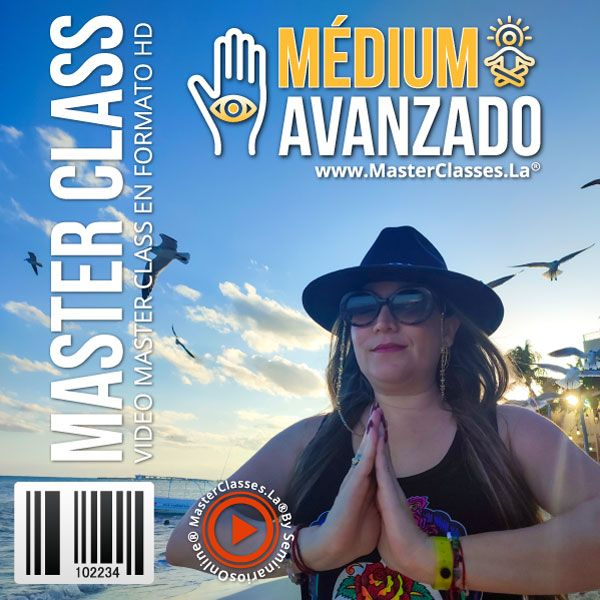 MÉDIUM
AVANZADO
www.MasterClasses.La®
MASTER CLASS
VIDEO MASTER CLASS EN FORMATO HD
MasterClasses.La®By SeminariosOnline®
102234